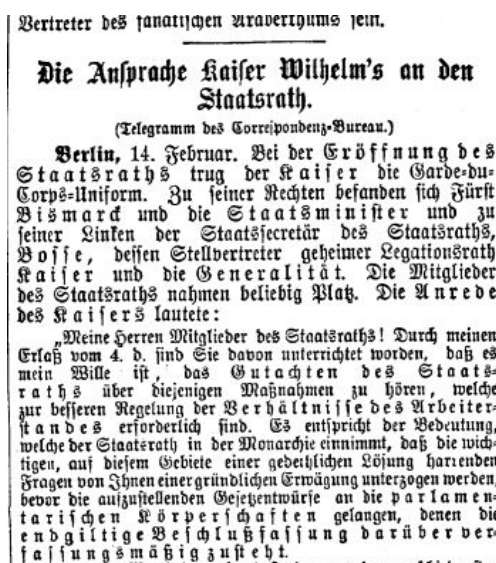 Vertreter des fanatischen Araberthums sein.
Die Ansprache Kaiser Wilhelm's an den
Staatsrath.
(Telegramm des Correspondenz-Bureau.)
Berlin, 14. Februar. Bei der Eröffnung des
Staatsraths trug der Kaiser die Garde-du-
Corps-Uniform. Zu seiner Rechten befanden sich Fürst
Bismarck und die Staatsminister und zu
seiner Linken der Staatssecretär des Staatsraths,
Bosse, dessen Stellvertreter geheimer Legationsrath
Kaiser und die Generalität. Die Mitglieder
des Staatsraths nahmen beliebig Platz. Die Anrede
des Kaisers lautete:
„Meine Herren Mitglieder des Staatsraths! Durch meinen
Erlaß vom 4. d. sind Sie davon unterrichtet worden, daß es
mein Wille ist, das Gutachten des Staats-
raths über diejenigen Maßnahmen zu hören, welche
zur besseren Regelung der Verhältnisse des Arbeiter-
standes erforderlich sind. Es entspricht der Bedeutung,
welche der Staatsrath in der Monarchie einnimmt, daß die wich-
tigen, auf diesem Gebiete einer gedeihlichen Lösung harrenden
Fragen von Ihnen einer gründlichen Erwägung unterzogen werden,
bevor die aufzustellenden Gesetzentwürfe an die parlamen-
tarischen Körperschaften gelangen, denen die
endgiltige Beschlußfassung darüber ver-
fassungsmäßig zusteht.